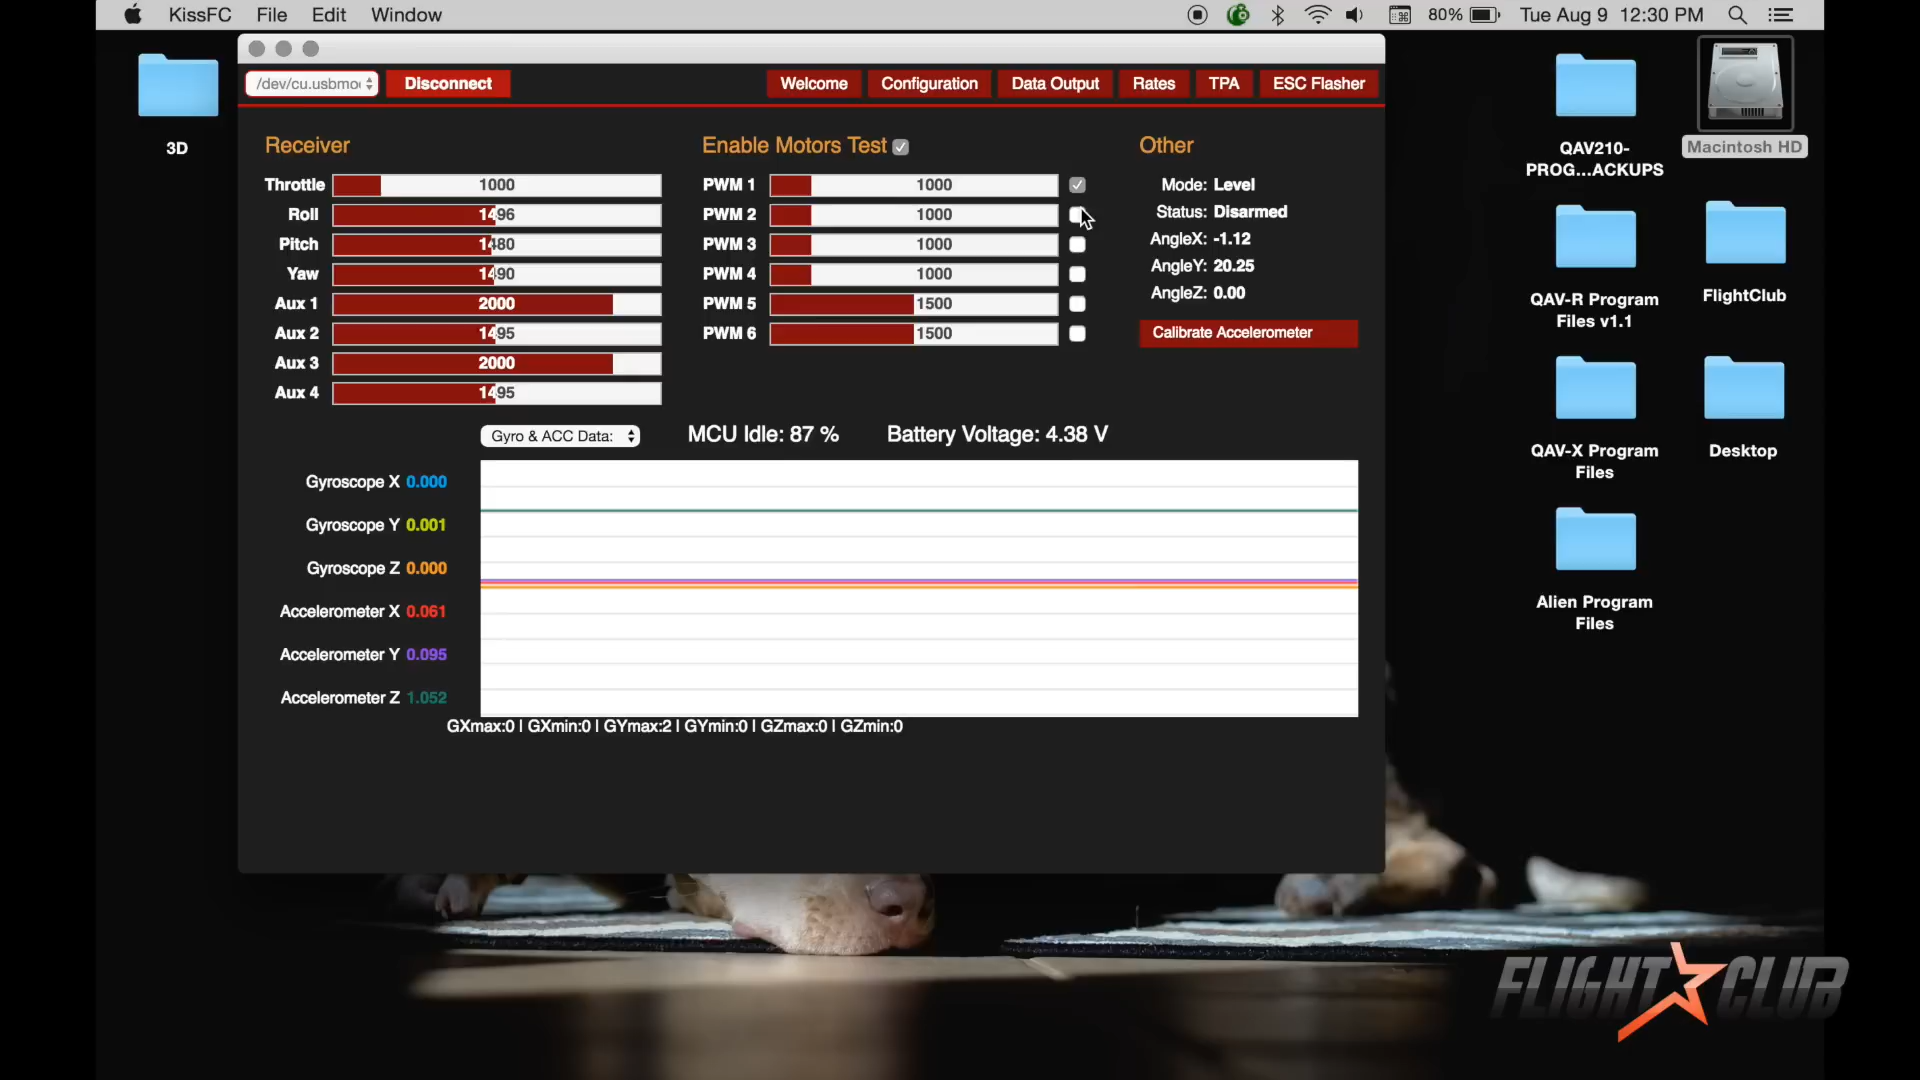 KissFC File Edit Window 80% Tue Aug 9 12:30 PM
/dev/cu.usbmo Disconnect Welcome Configuration Data Output Rates TPA ESC Flasher
Receiver
Throttle 1000
Roll 1496
Pitch 1480
Yaw 1490
Aux 1 2000
Aux 2 1495
Aux 3 2000
Aux 4 1495
Enable Motors Test
PWM 1 1000
PWM 2 1000
PWM 3 1000
PWM 4 1000
PWM 5 1500
PWM 6 1500
Other
Mode: Level
Status: Disarmed
AngleX: -1.12
AngleY: 20.25
AngleZ: 0.00
Calibrate Accelerometer
Gyro & ACC Data: MCU Idle: 87 % Battery Voltage: 4.38 V
Gyroscope X 0.000
Gyroscope Y 0.001
Gyroscope Z 0.000
Accelerometer X 0.061
Accelerometer Y 0.095
Accelerometer Z 1.052
GXmax:0 | GXmin:0 | GYmax:2 | GYmin:0 | GZmax:0 | GZmin:0
3D
QAV210-
PROG...ACKUPS
Macintosh HD
QAV-R Program
Files v1.1
FlightClub
QAV-X Program
Files
Desktop
Alien Program
Files
FLIGHT CLUB